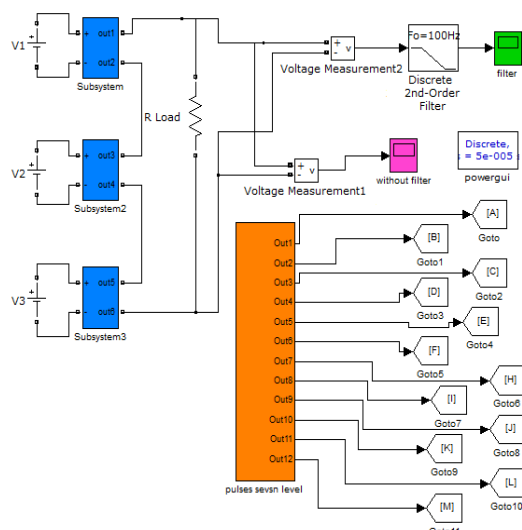 V1
+
-
out1
out2
Subsystem
V2
+
-
out3
out4
Subsystem2
V3
+
-
out5
out6
Subsystem3
R Load
+
-
v
Voltage Measurement2
Fo=100Hz
Discrete
2nd-Order
Filter
filter
+
-
v
Voltage Measurement1
without filter
Discrete,
s = 5e-005
powergui
Out1
Out2
Out3
Out4
Out5
Out6
Out7
Out8
Out9
Out10
Out11
Out12
pulses sevsn level
[A]
Goto
[B]
Goto1
[C]
Goto2
[D]
Goto3
[E]
Goto4
[F]
Goto5
[H]
Goto6
[I]
Goto7
[J]
Goto8
[K]
Goto9
[L]
Goto10
[M]